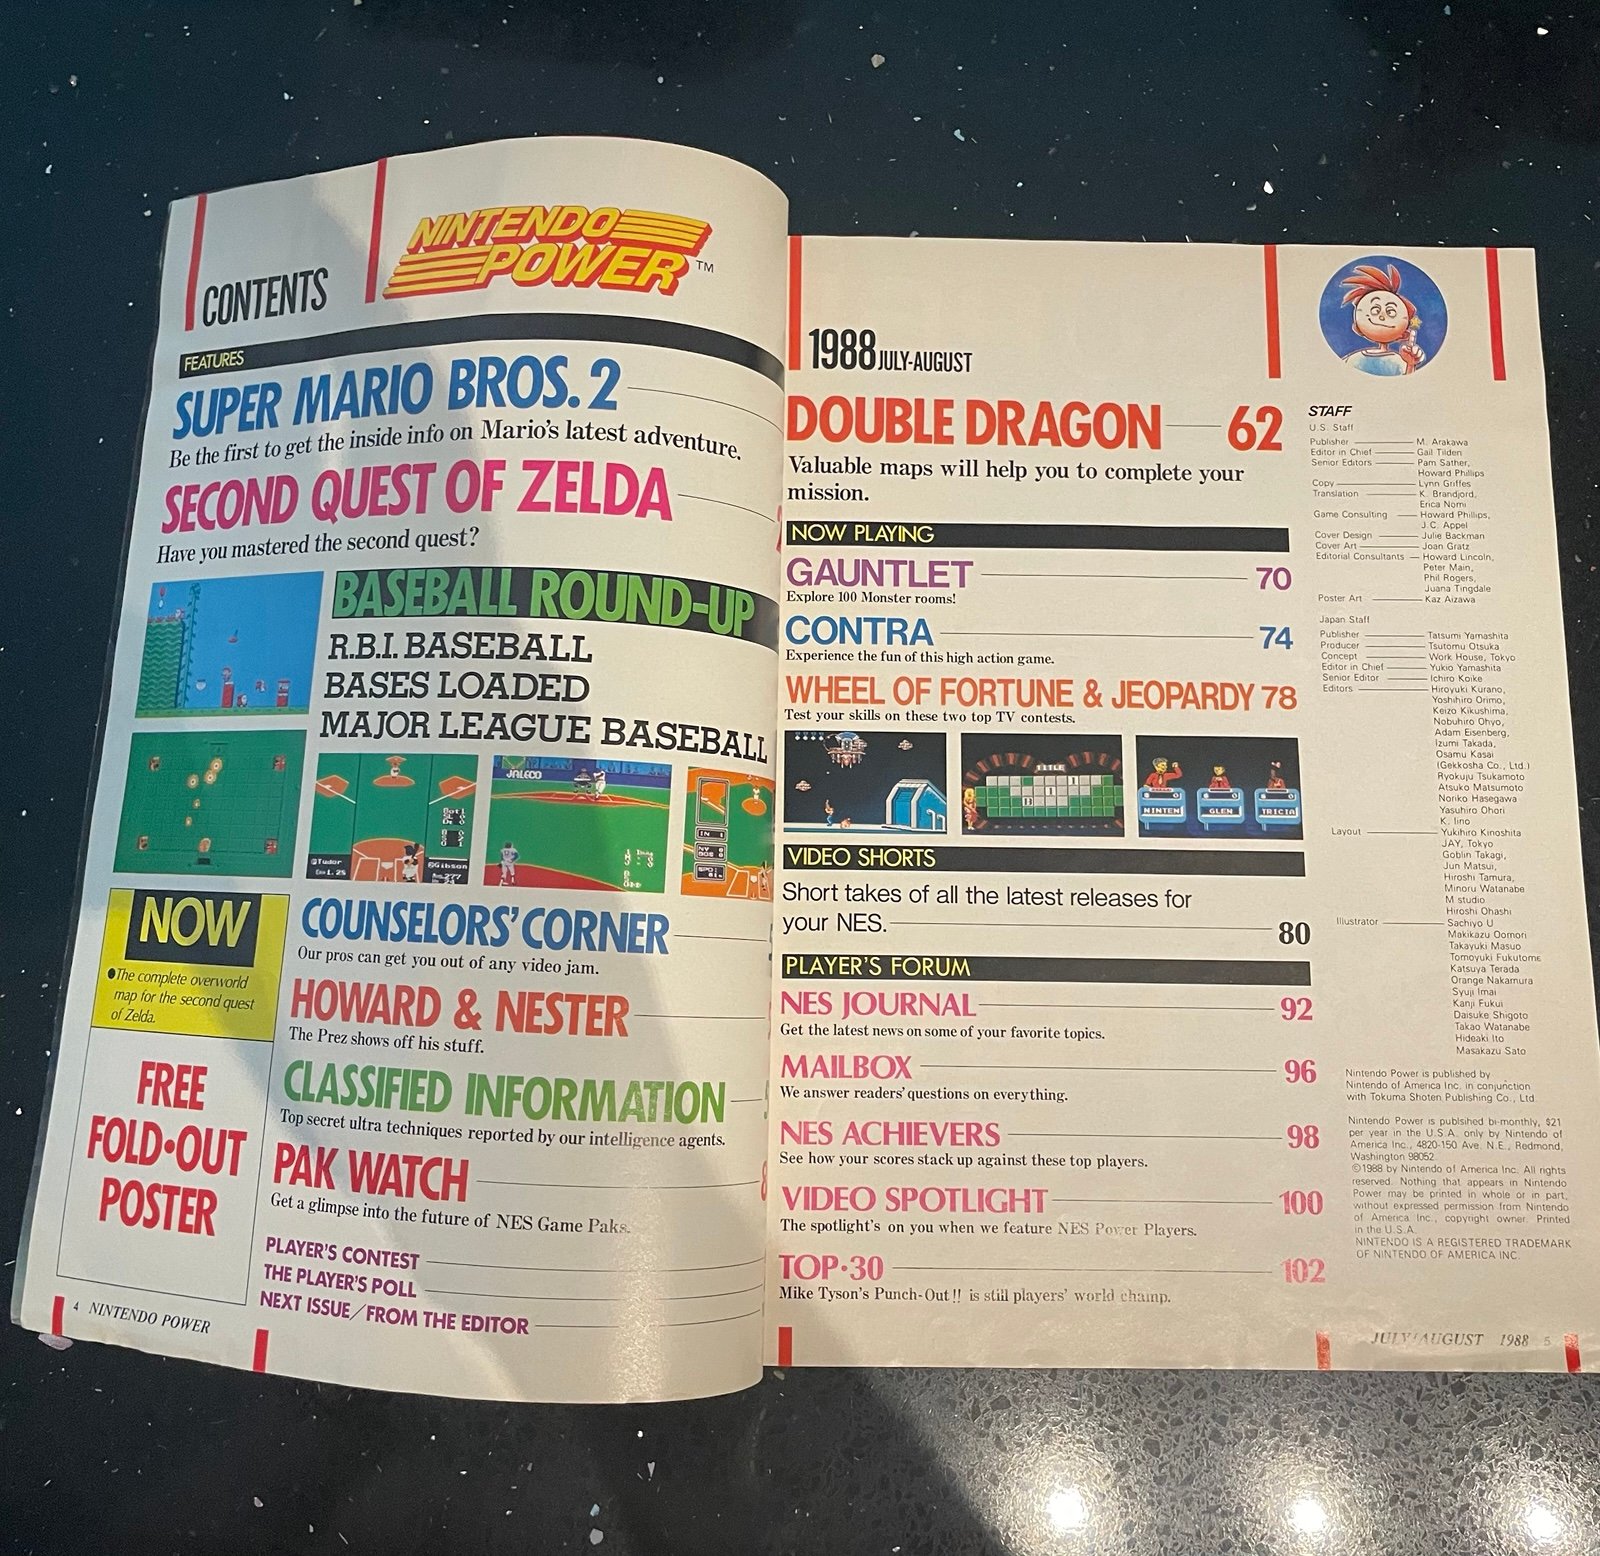 CONTENTS
NINTENDO
POWER ™
FEATURES
SUPER MARIO BROS. 2
Be the first to get the inside info on Mario's latest adventure.
SECOND QUEST OF ZELDA
Have you mastered the second quest?
BASEBALL ROUND-UP
R.B.I. BASEBALL
BASES LOADED
MAJOR LEAGUE BASEBALL
JALECO
@Tudor
@Gibson
NOW
●The complete overworld
map for the second quest
of Zelda.
FREE
FOLD•OUT
POSTER
COUNSELORS' CORNER
Our pros can get you out of any video jam.
HOWARD & NESTER
The Prez shows off his stuff.
CLASSIFIED INFORMATION
Top secret ultra techniques reported by our intelligence agents.
PAK WATCH
Get a glimpse into the future of NES Game Paks.
PLAYER'S CONTEST
THE PLAYER'S POLL
NEXT ISSUE/FROM THE EDITOR
4 NINTENDO POWER
1988 JULY-AUGUST
DOUBLE DRAGON 62
Valuable maps will help you to complete your
mission.
NOW PLAYING
GAUNTLET 70
Explore 100 Monster rooms!
CONTRA 74
Experience the fun of this high action game.
WHEEL OF FORTUNE & JEOPARDY 78
Test your skills on these two top TV contests.
TITLE
NINTEN GLEN TRICIA
VIDEO SHORTS
Short takes of all the latest releases for
your NES. 80
PLAYER'S FORUM
NES JOURNAL 92
Get the latest news on some of your favorite topics.
MAILBOX 96
We answer readers' questions on everything.
NES ACHIEVERS 98
See how your scores stack up against these top players.
VIDEO SPOTLIGHT 100
The spotlight's on you when we feature NES Power Players.
TOP•30 102
Mike Tyson's Punch-Out!! is still players' world champ.
STAFF
U.S. Staff
Publisher M. Arakawa
Editor in Chief Gail Tilden
Senior Editors Pam Sather,
Howard Phillips
Copy Lynn Griffes
Translation K. Brandjord,
Erica Nomi
Game Consulting Howard Phillips,
J.C. Appel
Cover Design Julie Backman
Cover Art Joan Gratz
Editorial Consultants Howard Lincoln,
Peter Main,
Phil Rogers,
Juana Tingdale
Poster Art Kaz Aizawa
Japan Staff
Publisher Tatsumi Yamashita
Producer Tsutomu Otsuka
Concept Work House, Tokyo
Editor in Chief Yukio Yamashita
Senior Editor Ichiro Koike
Editors Hiroyuki Kurano,
Yoshihiro Orimo,
Keizo Kikushima,
Nobuhiro Ohyo,
Adam Eisenberg,
Izumi Takada,
Osamu Kasai
(Gekkosha Co., Ltd.)
Ryokuju Tsukamoto
Atsuko Matsumoto
Noriko Hasegawa
Yasuhiro Ohori
K. Iino
Layout Yukihiro Kinoshita
JAY, Tokyo
Goblin Takagi,
Jun Matsui,
Hiroshi Tamura,
Minoru Watanabe
M studio
Hiroshi Ohashi
Illustrator Sachiyo U
Makikazu Oomori
Takayuki Masuo
Tomoyuki Fukutome
Katsuya Terada
Orange Nakamura
Syuji Imai
Kanji Fukui
Daisuke Shigoto
Takao Watanabe
Hideaki Ito
Masakazu Sato
Nintendo Power is published by
Nintendo of America Inc. in conjunction
with Tokuma Shoten Publishing Co., Ltd.
Nintendo Power is published bi-monthly, $21
per year in the U.S.A. only by Nintendo of
America Inc., 4820-150 Ave. N.E., Redmond,
Washington 98052.
©1988 by Nintendo of America Inc. All rights
reserved. Nothing that appears in Nintendo
Power may be printed in whole or in part,
without expressed permission from Nintendo
of America Inc., copyright owner. Printed
in the U.S.A.
NINTENDO IS A REGISTERED TRADEMARK
OF NINTENDO OF AMERICA INC.
JULY/AUGUST 1988 5